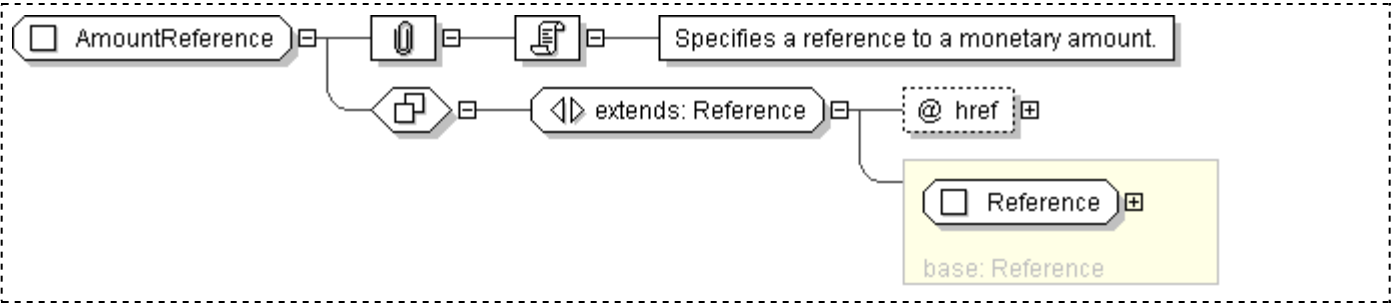 AmountReference
Specifies a reference to a monetary amount.
extends: Reference
@ href
Reference
base: Reference